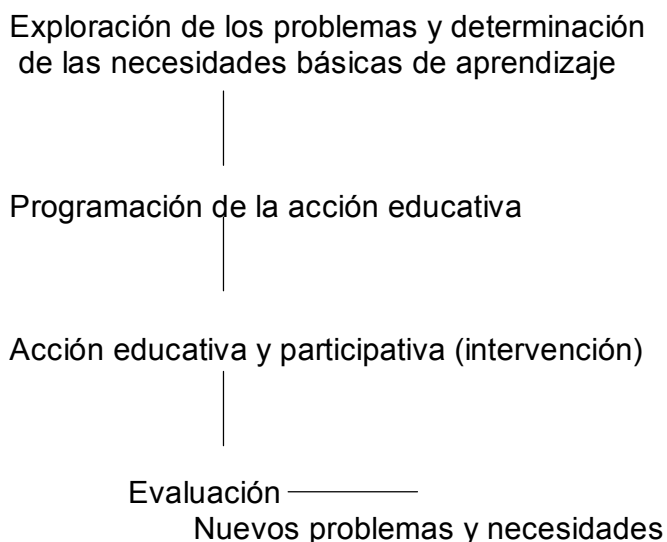 Exploración de los problemas y determinación
de las necesidades básicas de aprendizaje
Programación de la acción educativa
Acción educativa y participativa (intervención)
Evaluación
Nuevos problemas y necesidades